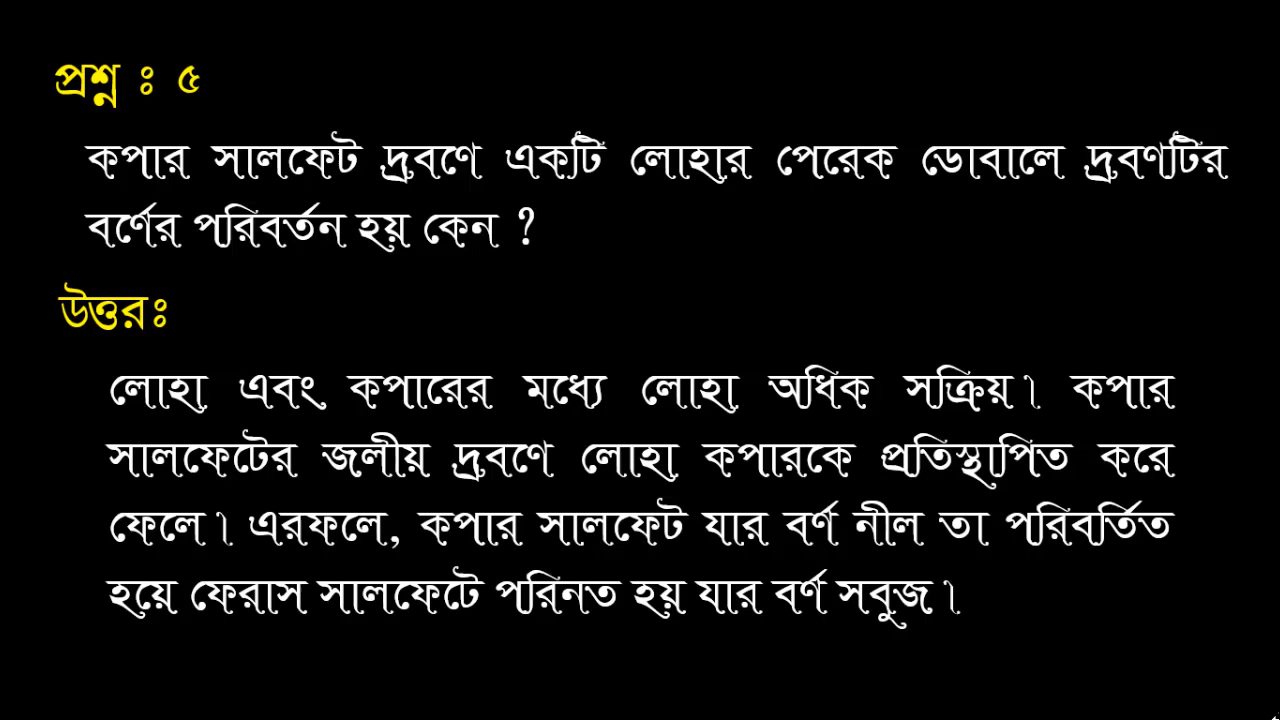 প্রশ্ন ঃ ৫
কপার সালফেট দ্রবণে একটি লোহার পেরেক ডোবালে দ্রবণটির
বর্ণের পরিবর্তন হয় কেন ?
উত্তরঃ
লোহা এবং কপারের মধ্যে লোহা অধিক সক্রিয়। কপার
সালফেটের জলীয় দ্রবণে লোহা কপারকে প্রতিস্থাপিত করে
ফেলে। এরফলে, কপার সালফেট যার বর্ণ নীল তা পরিবর্তিত
হয়ে ফেরাস সালফেটে পরিনত হয় যার বর্ণ সবুজ।